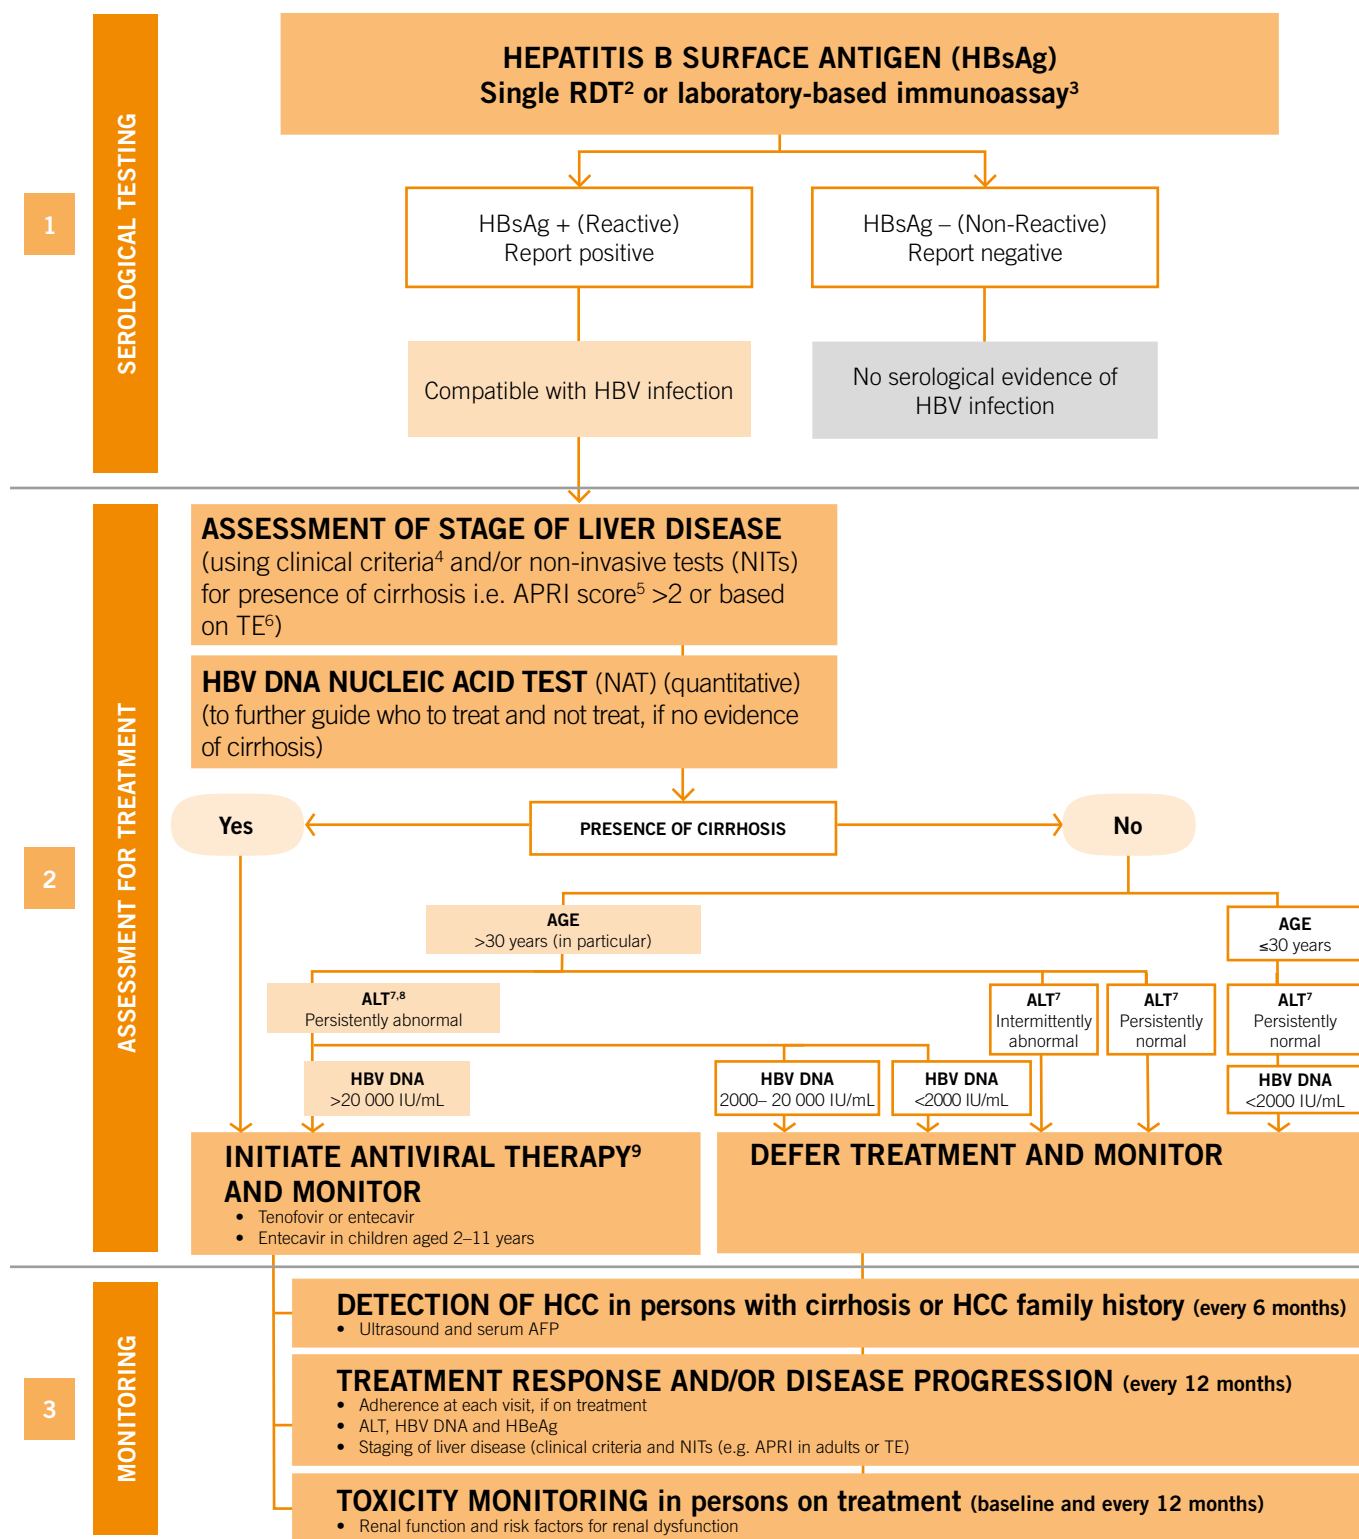 1
SEROLOGICAL TESTING
HEPATITIS B SURFACE ANTIGEN (HBsAg)
Single RDT² or laboratory-based immunoassay³
HBsAg + (Reactive)
Report positive
HBsAg – (Non-Reactive)
Report negative
Compatible with HBV infection
No serological evidence of
HBV infection
2
ASSESSMENT FOR TREATMENT
ASSESSMENT OF STAGE OF LIVER DISEASE
(using clinical criteria⁴ and/or non-invasive tests (NITs)
for presence of cirrhosis i.e. APRI score⁵ >2 or based
on TE⁶)
HBV DNA NUCLEIC ACID TEST (NAT) (quantitative)
(to further guide who to treat and not treat, if no evidence
of cirrhosis)
Yes
PRESENCE OF CIRRHOSIS
No
AGE
>30 years (in particular)
AGE
≤30 years
ALT⁷,⁸
Persistently abnormal
ALT⁷
Intermittently
abnormal
ALT⁷
Persistently
normal
ALT⁷
Persistently
normal
HBV DNA
>20 000 IU/mL
HBV DNA
2000– 20 000 IU/mL
HBV DNA
<2000 IU/mL
HBV DNA
<2000 IU/mL
INITIATE ANTIVIRAL THERAPY⁹
AND MONITOR
• Tenofovir or entecavir
• Entecavir in children aged 2–11 years
DEFER TREATMENT AND MONITOR
3
MONITORING
DETECTION OF HCC in persons with cirrhosis or HCC family history (every 6 months)
• Ultrasound and serum AFP
TREATMENT RESPONSE AND/OR DISEASE PROGRESSION (every 12 months)
• Adherence at each visit, if on treatment
• ALT, HBV DNA and HBeAg
• Staging of liver disease (clinical criteria and NITs (e.g. APRI in adults or TE)
TOXICITY MONITORING in persons on treatment (baseline and every 12 months)
• Renal function and risk factors for renal dysfunction